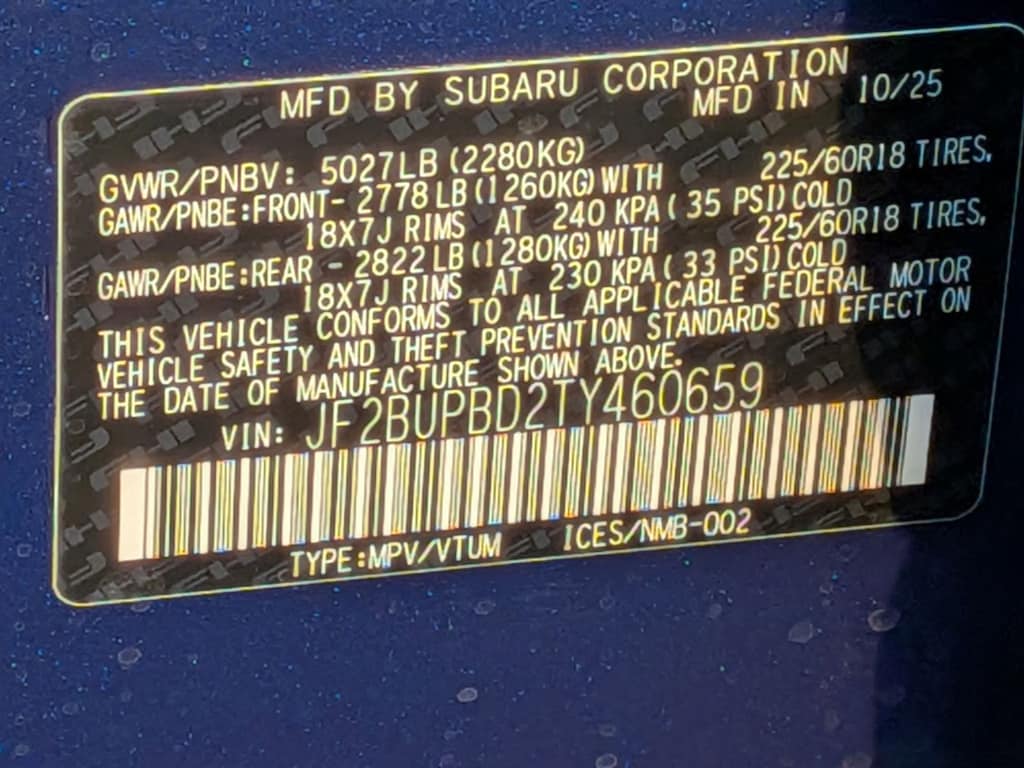 MFD BY SUBARU CORPORATION
MFD IN 10/25
GVWR/PNBV: 5027LB (2280KG)
GAWR/PNBE:FRONT- 2778 LB (1260KG) WITH 225/60R18 TIRES,
18X7J RIMS AT 240 KPA ( 35 PSI) COLD
GAWR/PNBE:REAR - 2822 LB (1280KG) WITH 225/60R18 TIRES,
18X7J RIMS AT 230 KPA ( 33 PSI) COLD
THIS VEHICLE CONFORMS TO ALL APPLICABLE FEDERAL MOTOR
VEHICLE SAFETY AND THEFT PREVENTION STANDARDS IN EFFECT ON
THE DATE OF MANUFACTURE SHOWN ABOVE.
VIN: JF2BUPBD2TY460659
TYPE:MPV/VTUM ICES/NMB-002